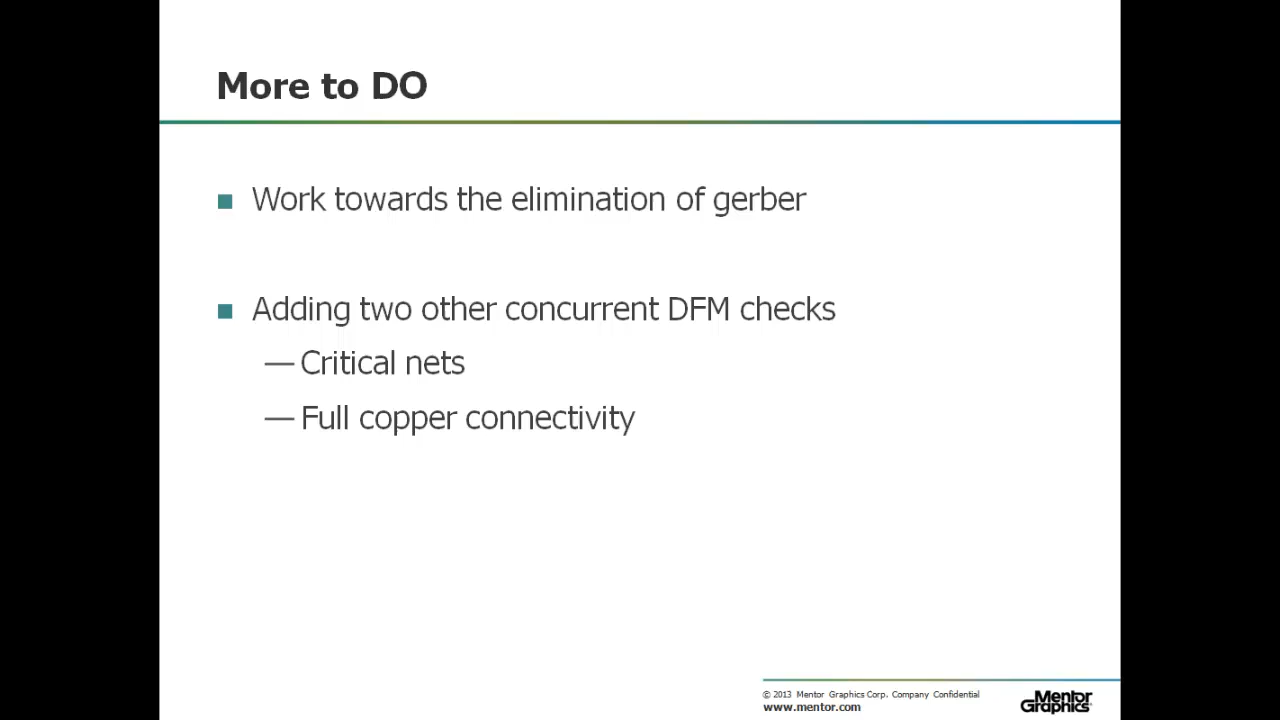 More to DO
Work towards the elimination of gerber
Adding two other concurrent DFM checks
— Critical nets
— Full copper connectivity
© 2013 Mentor Graphics Corp. Company Confidential
www.mentor.com
Mentor
Graphics